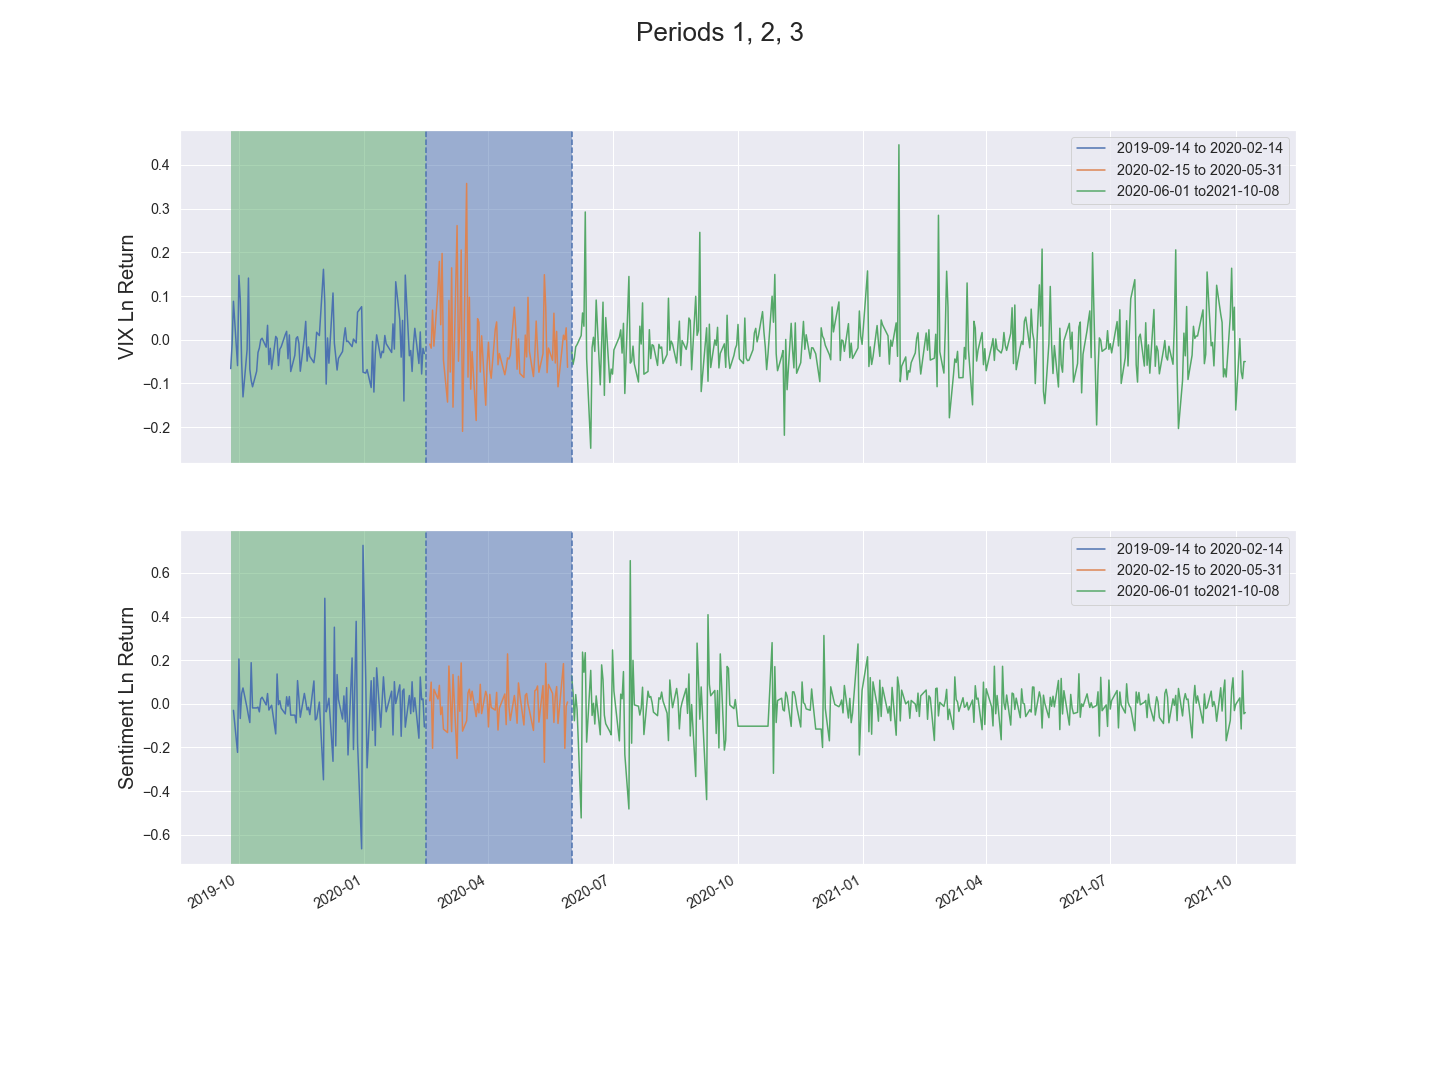 Periods 1, 2, 3
VIX Ln Return
0.4
0.3
0.2
0.1
0.0
−0.1
−0.2
2019-09-14 to 2020-02-14
2020-02-15 to 2020-05-31
2020-06-01 to2021-10-08
Sentiment Ln Return
0.6
0.4
0.2
0.0
−0.2
−0.4
−0.6
2019-09-14 to 2020-02-14
2020-02-15 to 2020-05-31
2020-06-01 to2021-10-08
2019-10
2020-01
2020-04
2020-07
2020-10
2021-01
2021-04
2021-07
2021-10